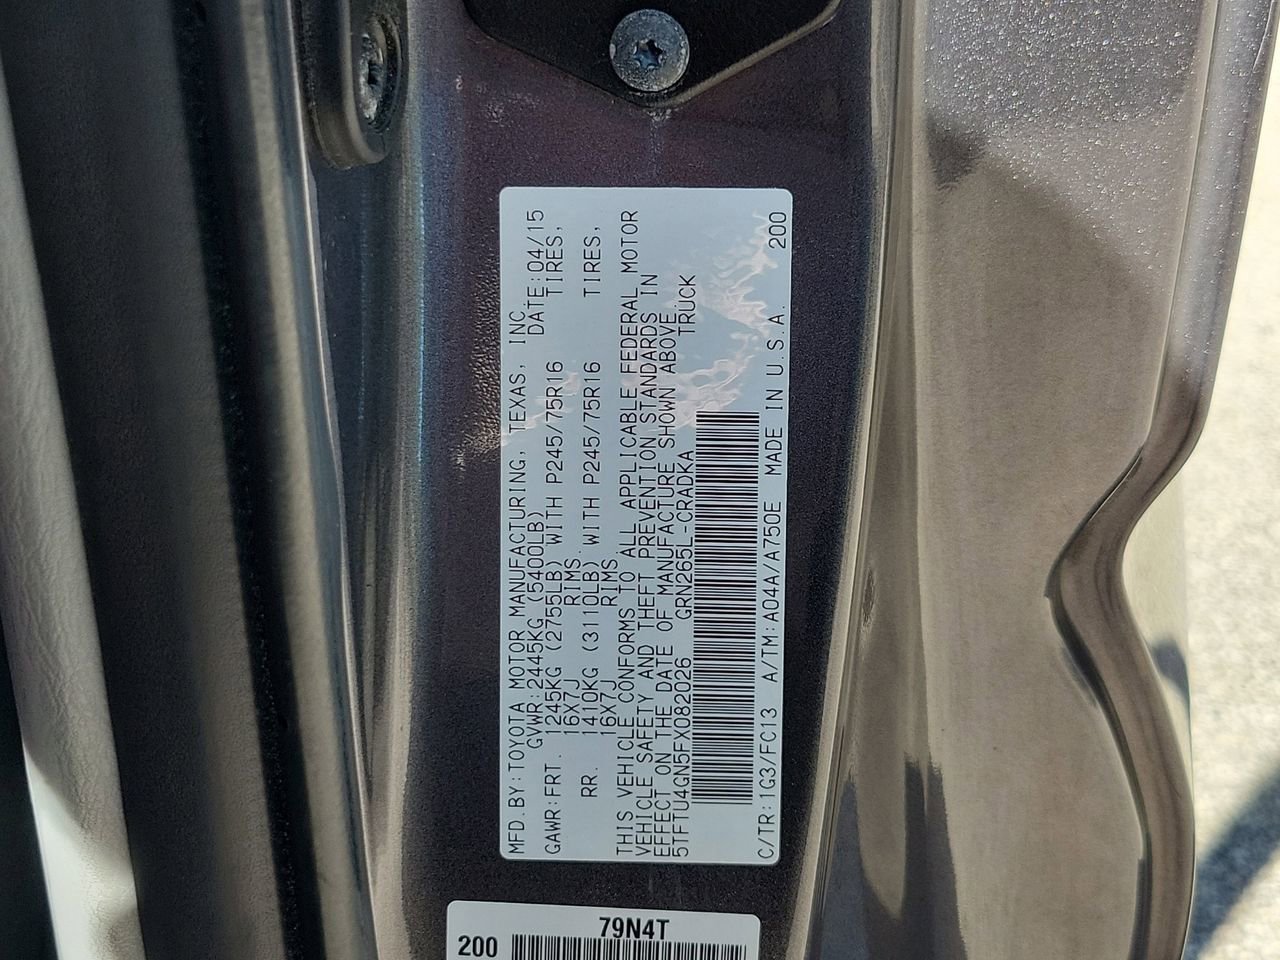 MFD.BY:TOYOTA MOTOR MANUFACTURING, TEXAS, INC.
GVWR:2445KG (5400LB) DATE:04/15
GAWR:FRT. 1245KG (2755LB) WITH P245/75R16 TIRES,
16X7J RIMS.
RR. 1410KG (3110LB) WITH P245/75R16 TIRES,
16X7J RIMS.
THIS VEHICLE CONFORMS TO ALL APPLICABLE FEDERAL MOTOR
VEHICLE SAFETY AND THEFT PREVENTION STANDARDS IN
EFFECT ON THE DATE OF MANUFACTURE SHOWN ABOVE.
5TFTU4GN5FX082026 GRN265L-CRADKA TRUCK
C/TR:1G3/FC13 A/TM:A04A/A750E MADE IN U.S.A. 200
79N4T
200